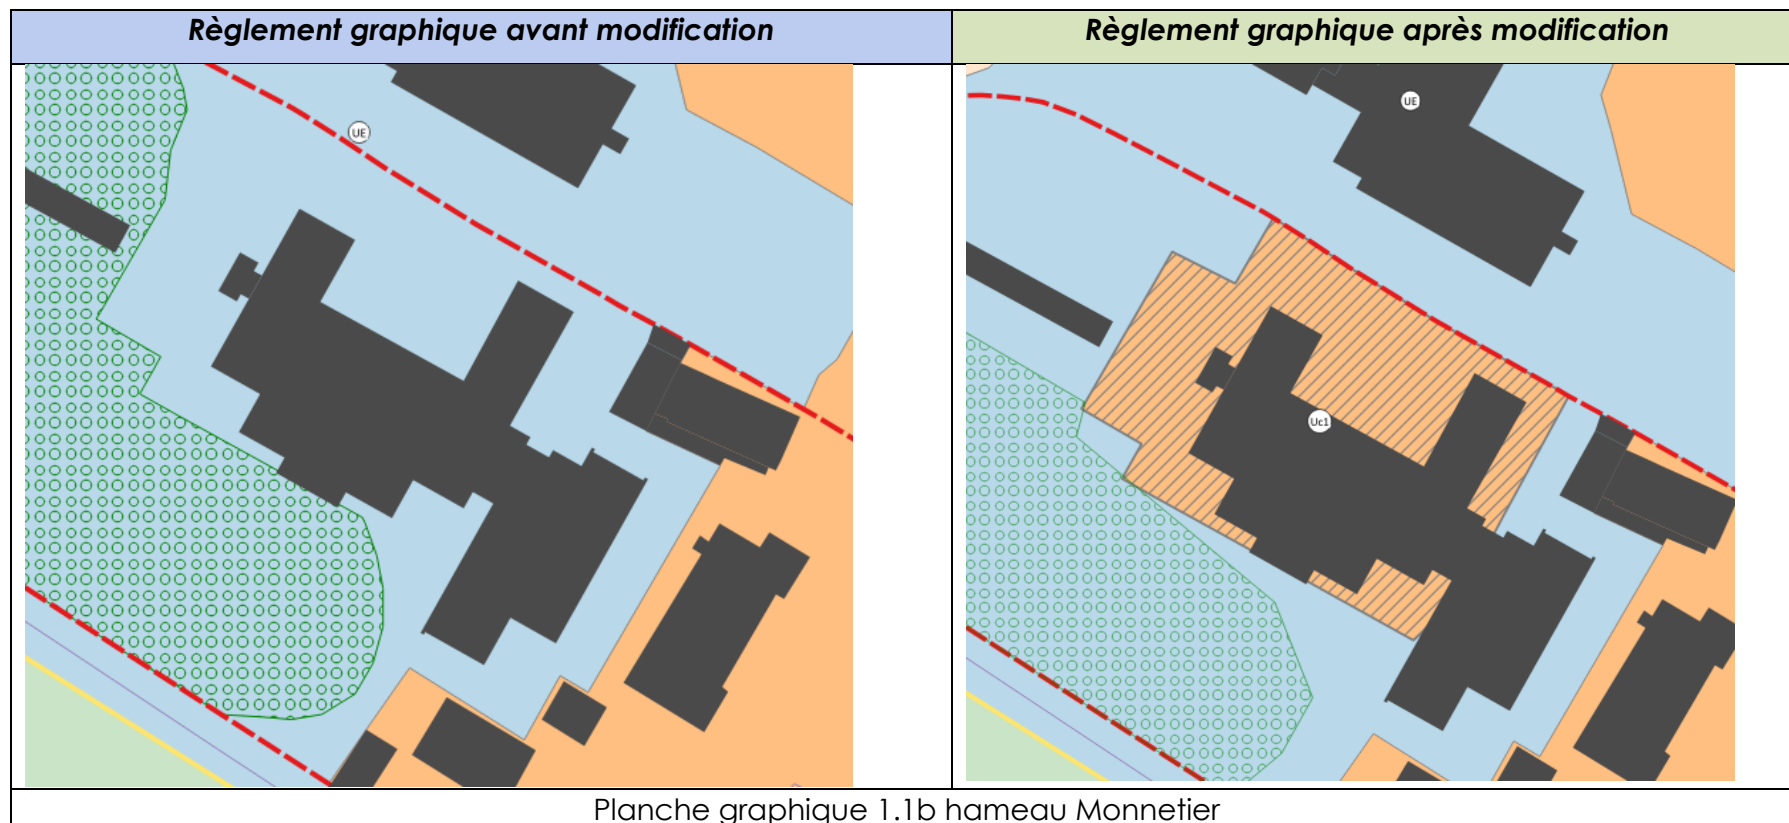 Règlement graphique avant modification
Règlement graphique après modification
UE
UE
Uc1
Planche graphique 1.1b hameau Monnetier